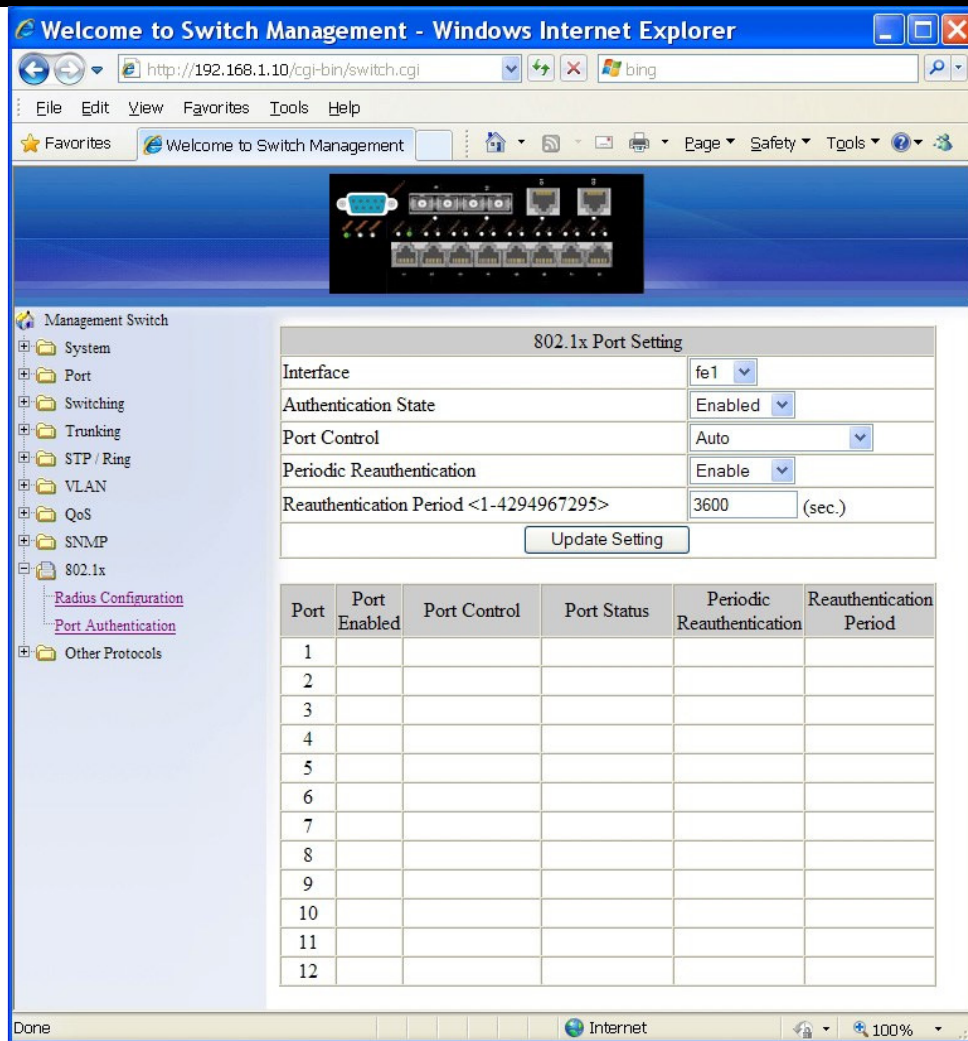 Welcome to Switch Management - Windows Internet Explorer
http://192.168.1.10/cgi-bin/switch.cgi
bing
File Edit View Favorites Tools Help
Favorites
Welcome to Switch Management
Page Safety Tools
Management Switch
System
Port
Switching
Trunking
STP / Ring
VLAN
QoS
SNMP
802.1x
Radius Configuration
Port Authentication
Other Protocols
802.1x Port Setting
Interface fe1
Authentication State Enabled
Port Control Auto
Periodic Reauthentication Enable
Reauthentication Period <1-4294967295> 3600 (sec.)
Update Setting
Port Port Enabled Port Control Port Status Periodic Reauthentication Reauthentication Period
1
2
3
4
5
6
7
8
9
10
11
12
Done Internet 100%